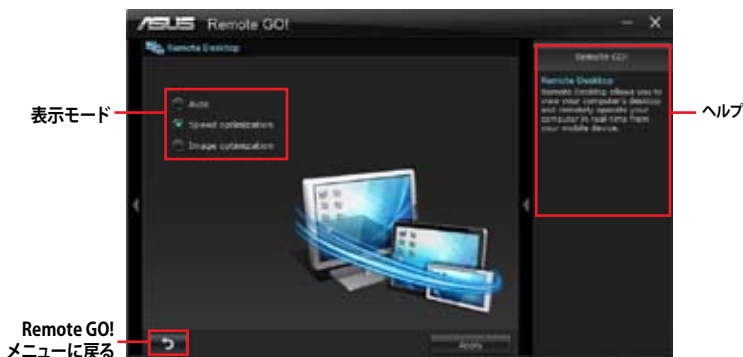 ASUS Remote GO!
Remote Desktop
Remote GO!
表示モード
Auto
Speed optimization
Image optimization
Remote Desktop
Remote Desktop allows you to
view your computer's desktop
and remotely operate your
computer in real time from
your mobile device.
ヘルプ
Remote GO!
メニューに戻る
Apply